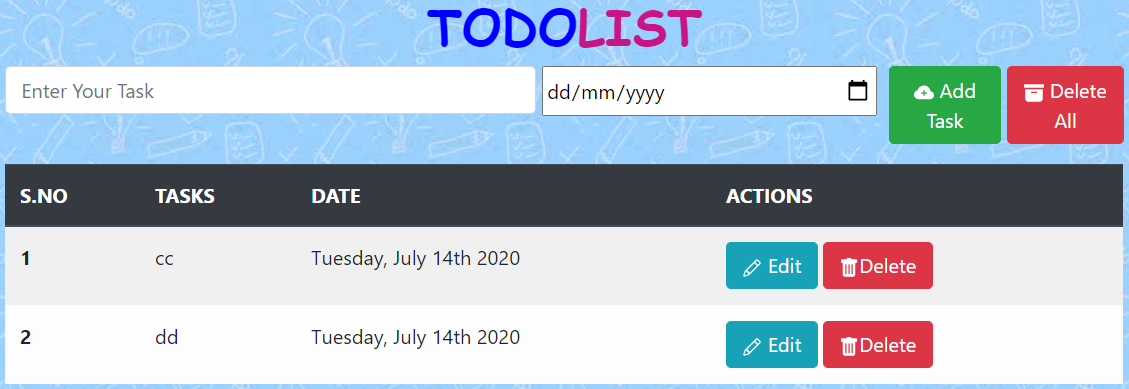 TODOLIST
Enter Your Task dd/mm/yyyy Add Task Delete All
S.NO TASKS DATE ACTIONS
1 cc Tuesday, July 14th 2020 Edit Delete
2 dd Tuesday, July 14th 2020 Edit Delete